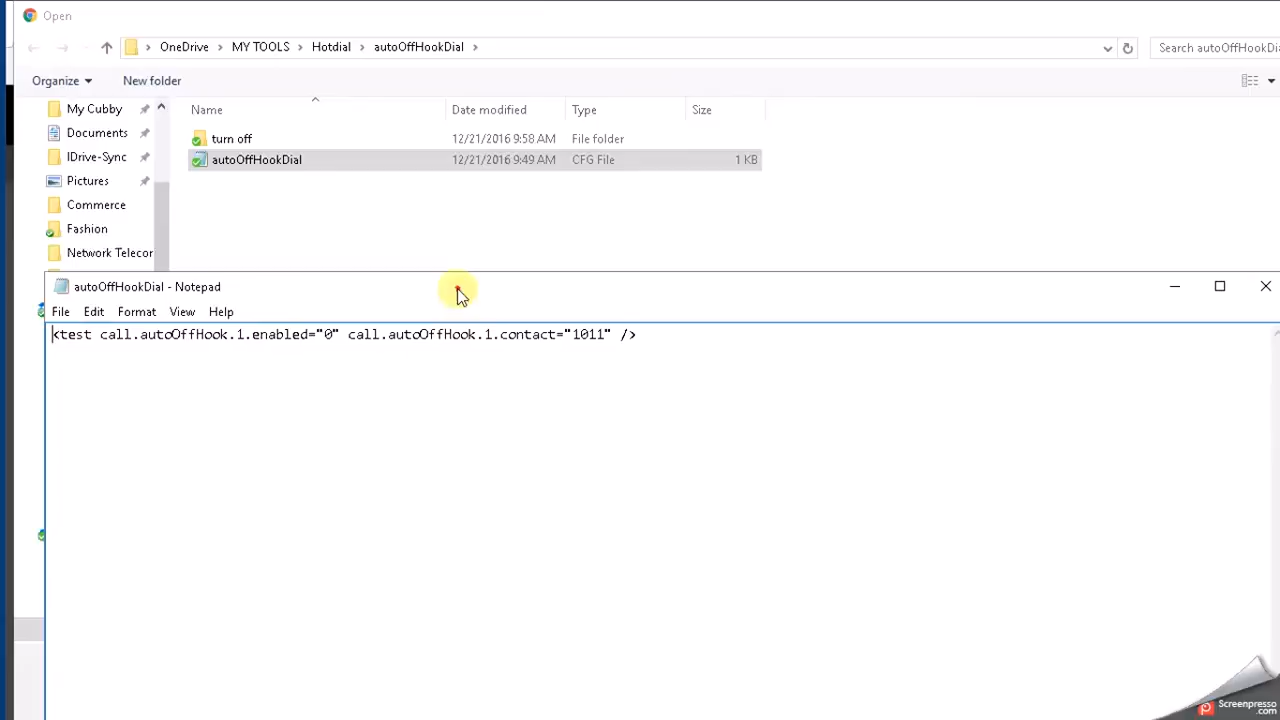 Open
OneDrive > MY TOOLS > Hotdial > autoOffHookDial >
Search autoOffHookDia
Organize
New folder
Name Date modified Type Size
My Cubby
Documents
IDrive-Sync
Pictures
Commerce
Fashion
Network Telecor
turn off 12/21/2016 9:58 AM File folder
autoOffHookDial 12/21/2016 9:49 AM CFG File 1 KB
autoOffHookDial - Notepad
File Edit Format View Help
<test call.autoOffHook.1.enabled="0" call.autoOffHook.1.contact="1011" />
Screenpresso
.com